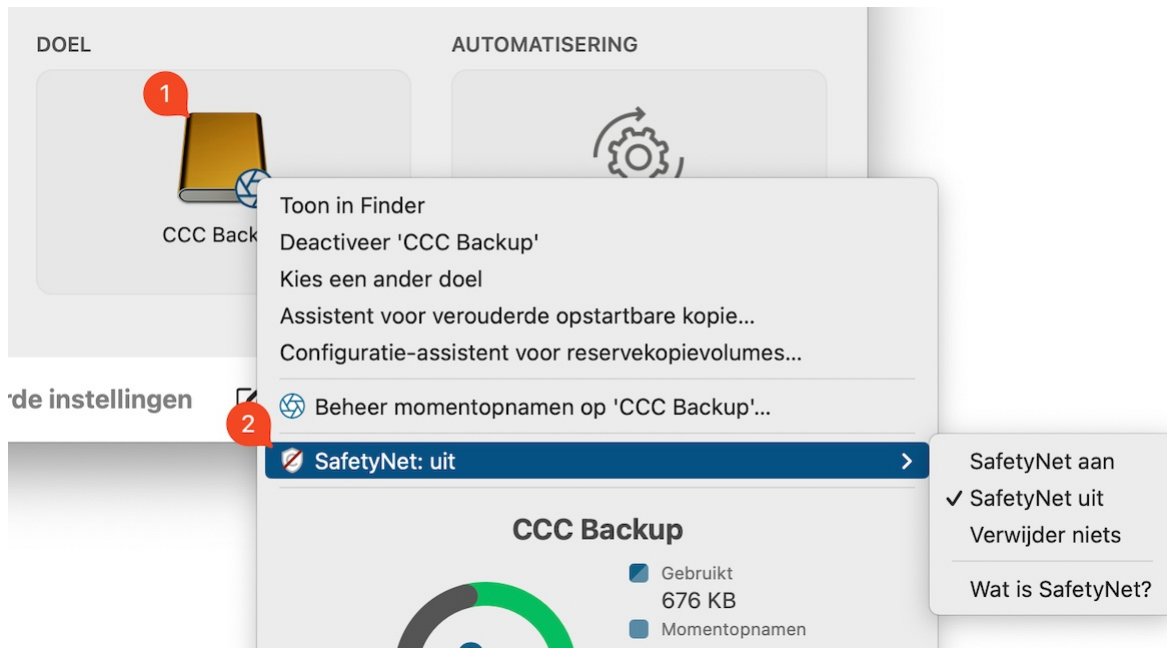 DOEL
AUTOMATISERING
1
CCC Back
Toon in Finder
Deactiveer 'CCC Backup'
Kies een ander doel
Assistent voor verouderde opstartbare kopie...
Configuratie-assistent voor reservekopievolumes...
rde instellingen
Beheer momentopnamen op 'CCC Backup'...
2
SafetyNet: uit
SafetyNet aan
SafetyNet uit
Verwijder niets
Wat is SafetyNet?
CCC Backup
Gebruikt
676 KB
Momentopnamen